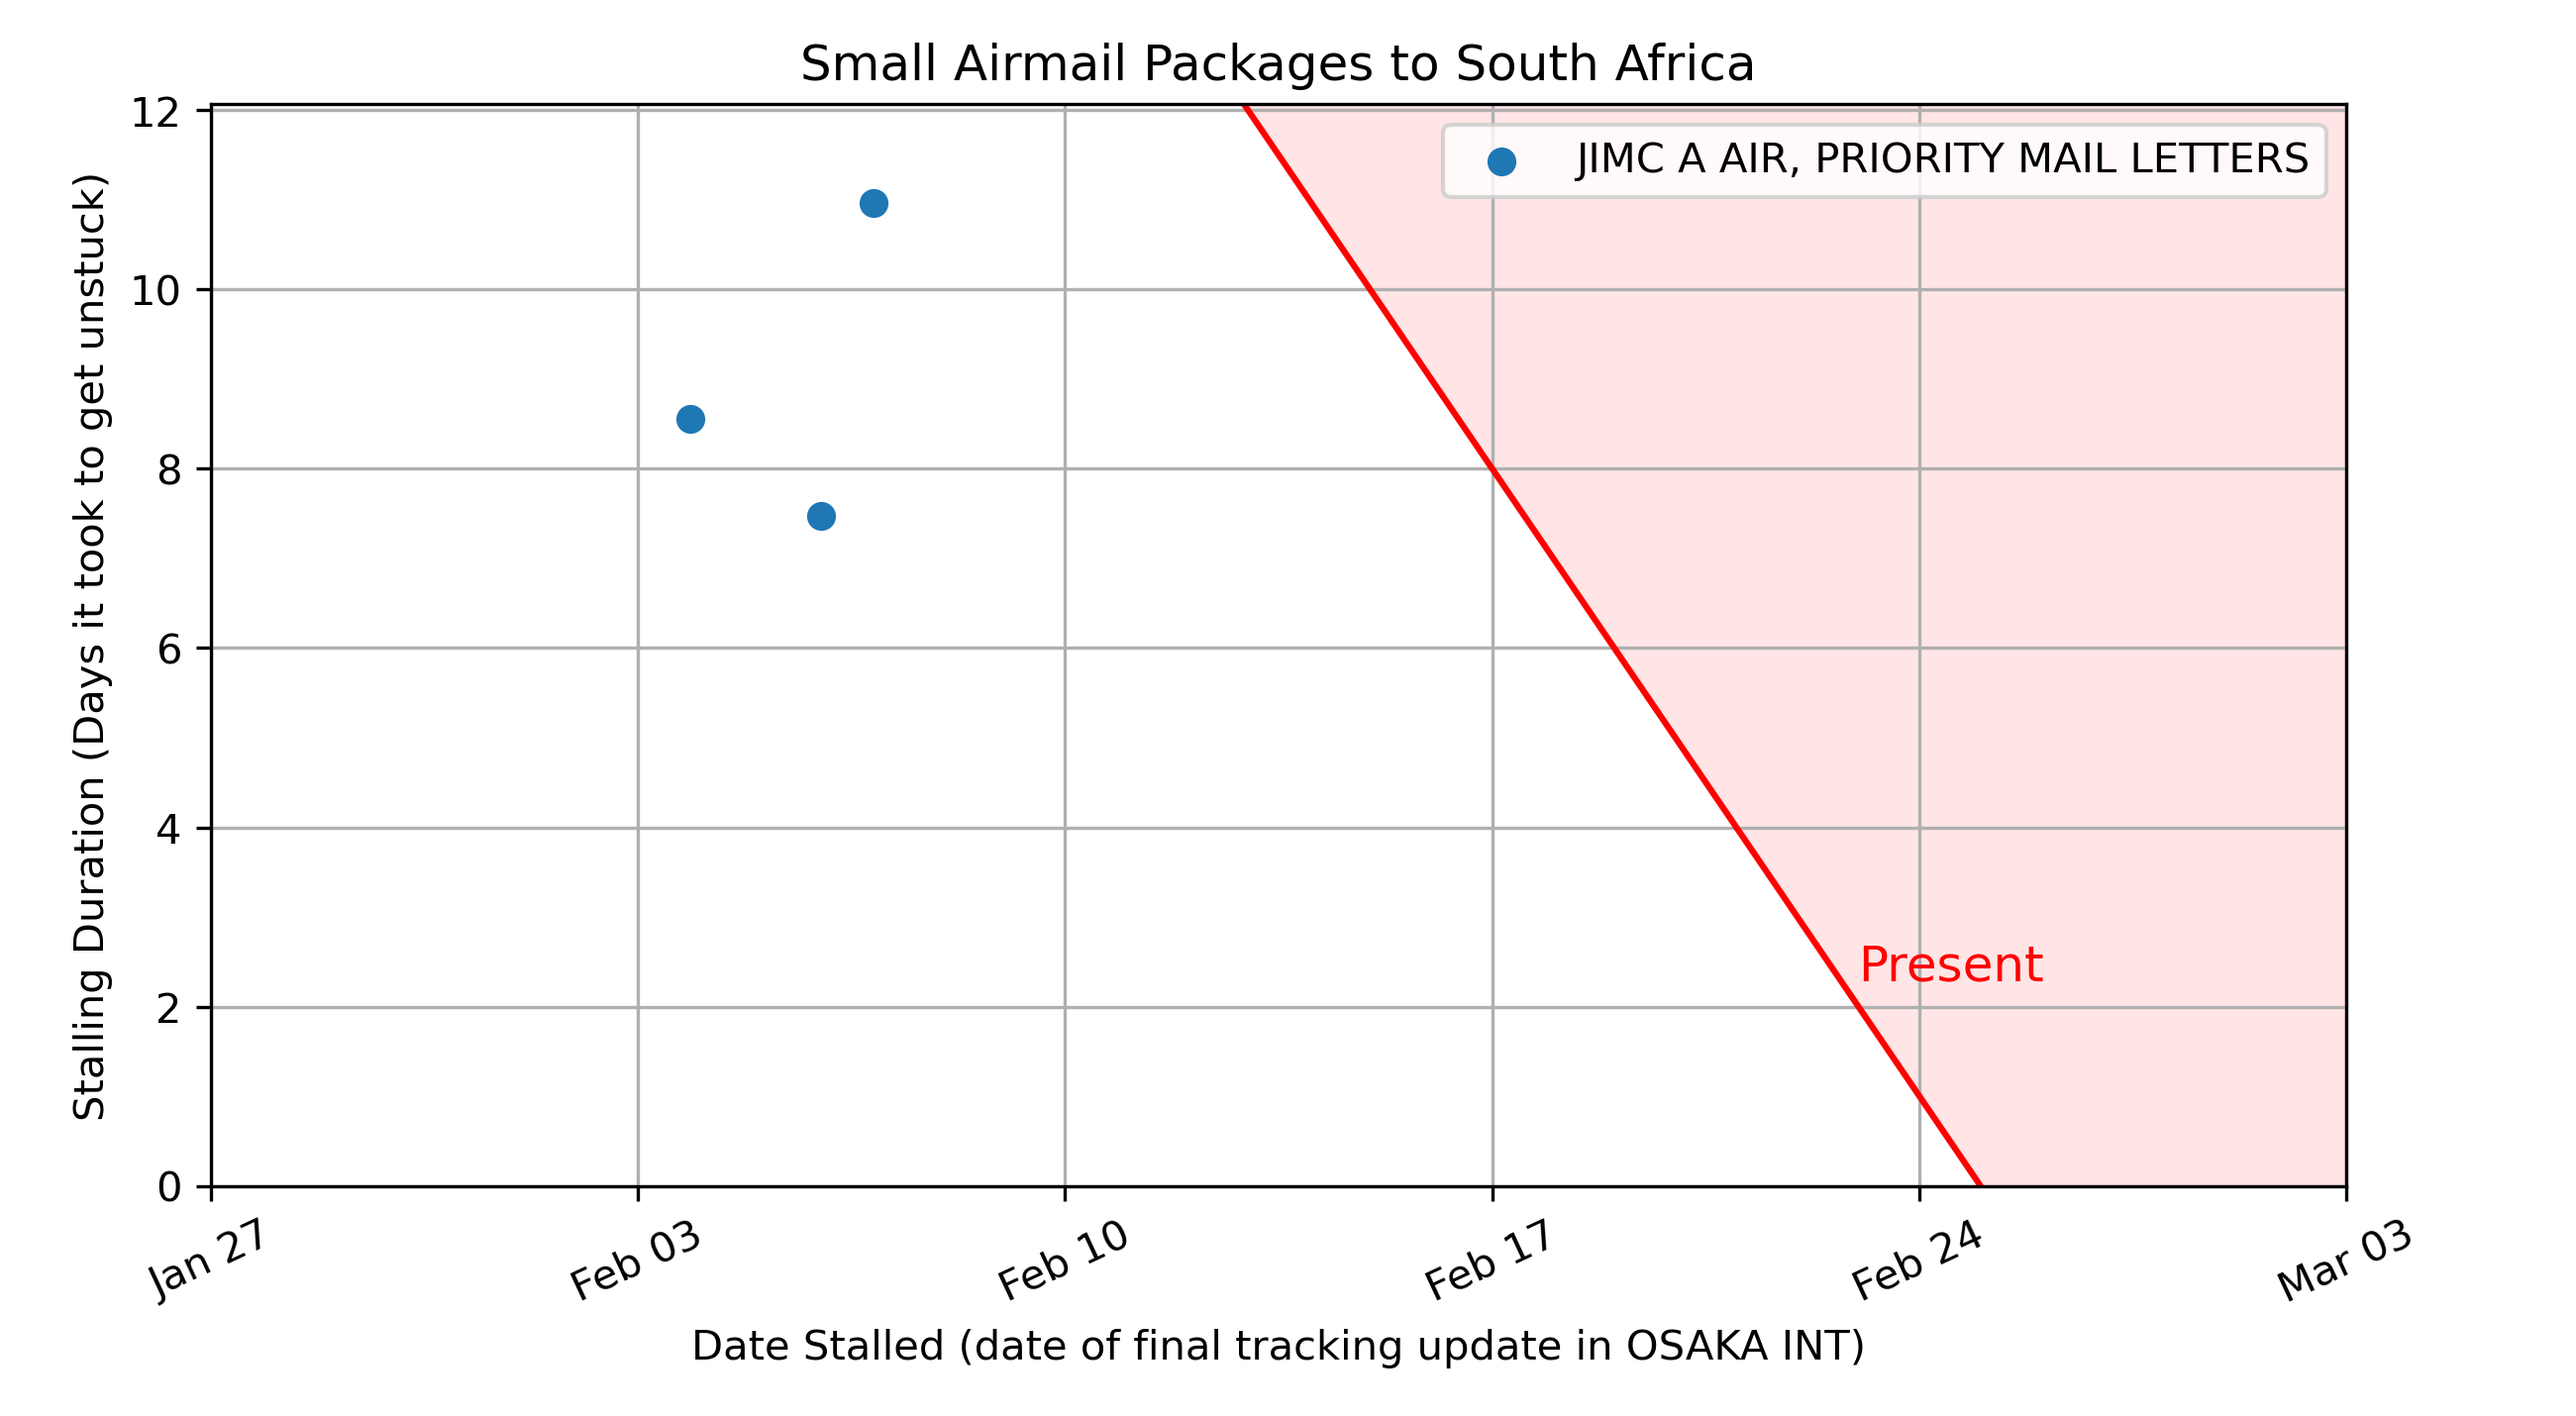 Small Airmail Packages to South Africa
JIMC A AIR, PRIORITY MAIL LETTERS
Stalling Duration (Days it took to get unstuck)
12
10
8
6
4
2
0
Present
Jan 27
Feb 03
Feb 10
Feb 17
Feb 24
Mar 03
Date Stalled (date of final tracking update in OSAKA INT)